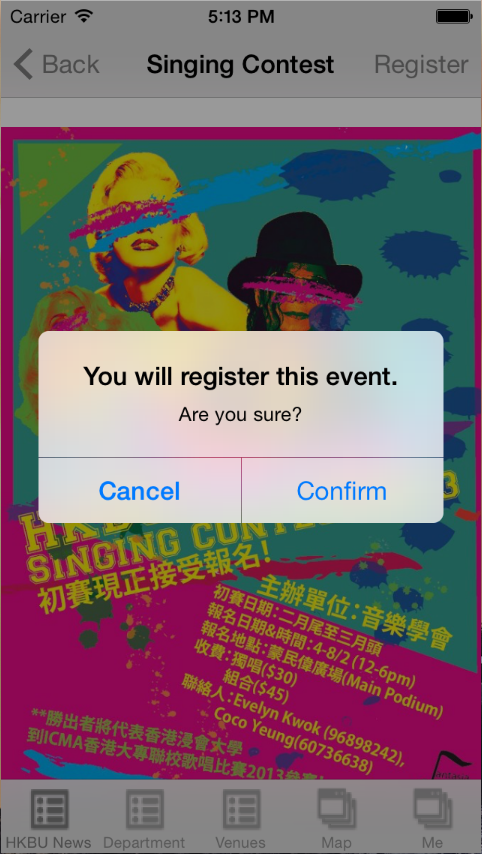 Carrier 5:13 PM
Back Singing Contest Register
You will register this event.
Are you sure?
Cancel Confirm
SINGING CONTEST
初賽現正接受報名!
主辦單位:音樂學會
初賽日期:二月尾至三月頭
報名日期&時間:4-8/2 (12-6pm)
報名地點:蒙民偉廣場(Main Podium)
收費:獨唱($30)
組合($45)
聯絡人:Evelyn Kwok (96898242),
Coco Yeung(60736638)
**勝出者將代表香港浸會大學
到ICMA香港大專聯校歌唱比賽2013參賽
HKBU News Department Venues Map Me